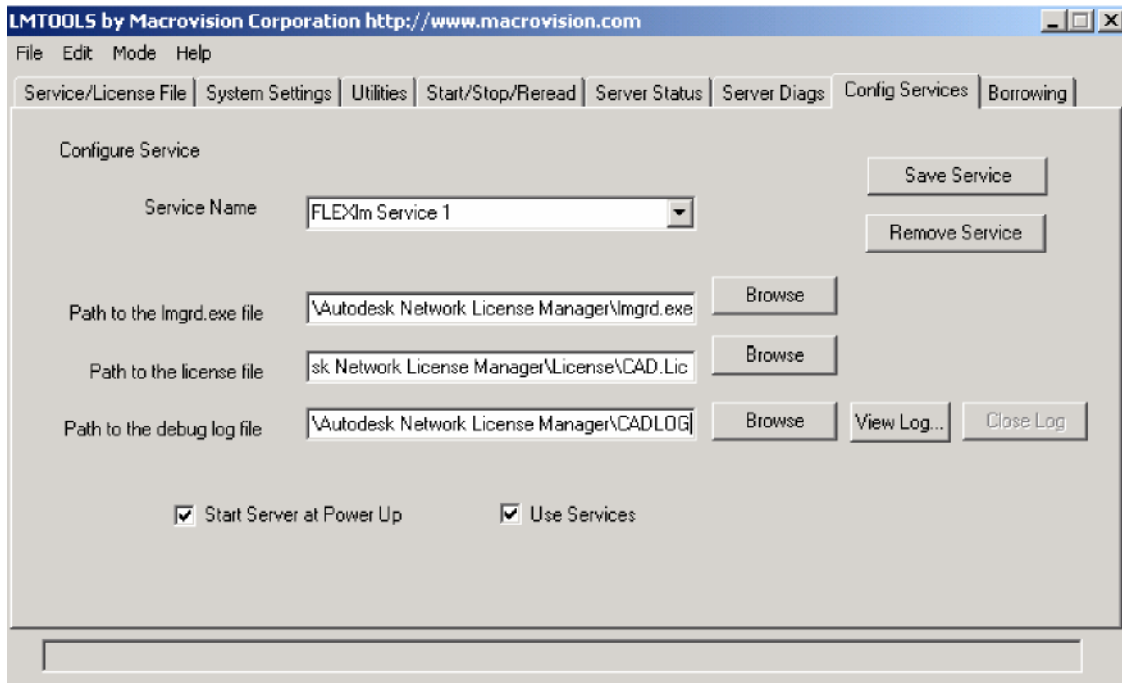 LMTOOLS by Macrovision Corporation http://www.macrovision.com
File Edit Mode Help
Service/License File System Settings Utilities Start/Stop/Reread Server Status Server Diags Config Services Borrowing
Configure Service
Save Service
Service Name FLEXlm Service 1
Remove Service
Path to the lmgrd.exe file \Autodesk Network License Manager\lmgrd.exe Browse
Path to the license file sk Network License Manager\License\CAD.Lic Browse
Path to the debug log file \Autodesk Network License Manager\CADLOG Browse View Log... Close Log
Start Server at Power Up Use Services